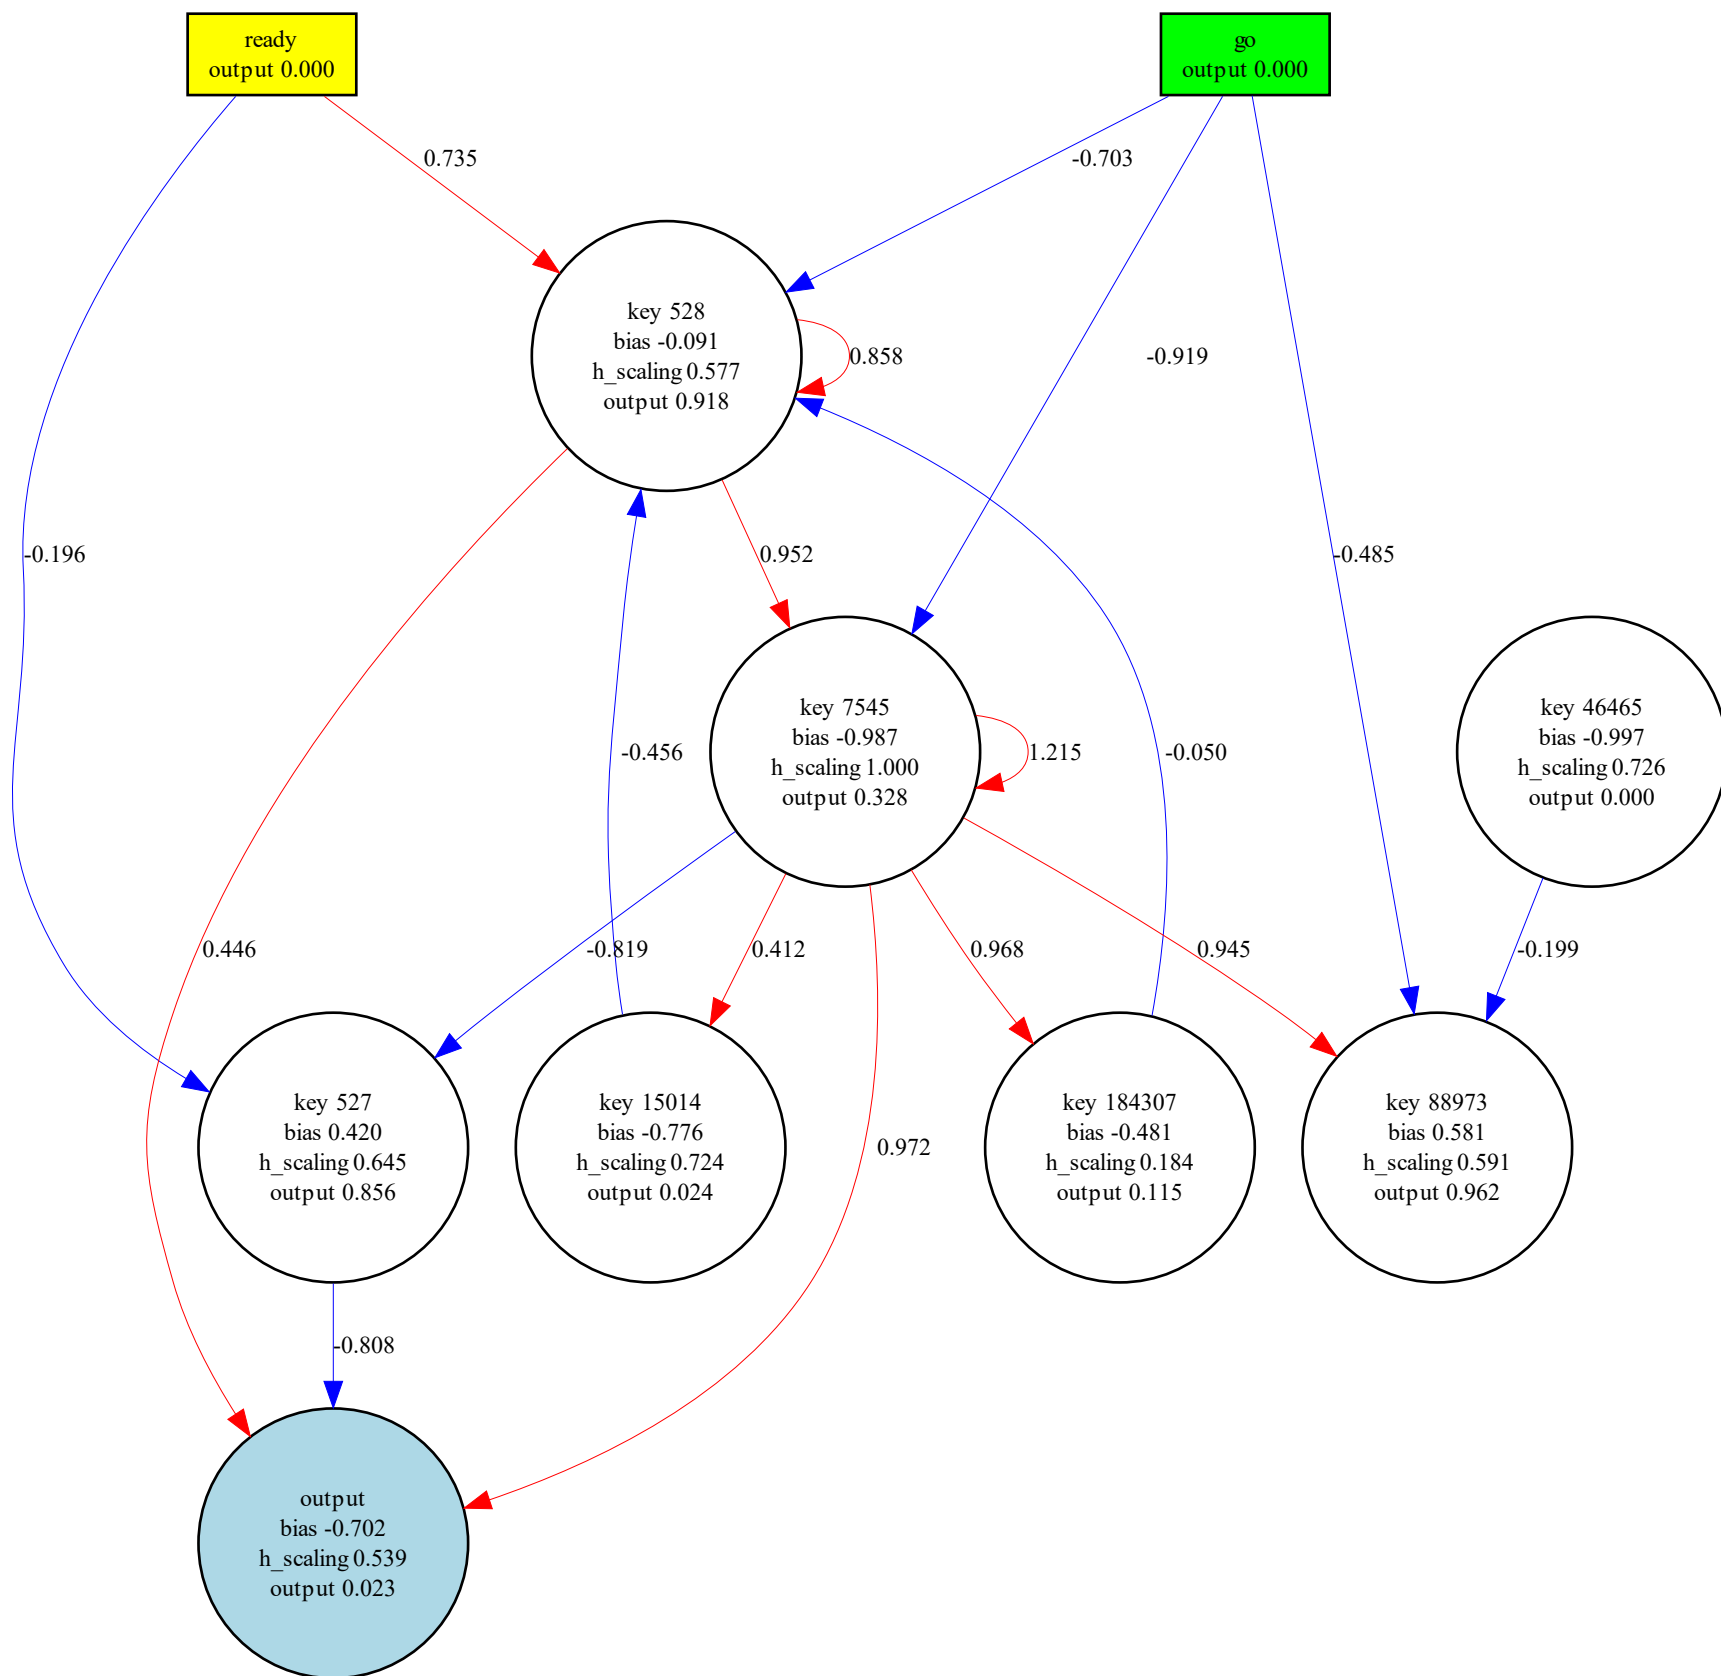 ready
output 0.000
go
output 0.000
0.735
-0.703
key 528
bias -0.091
h_scaling 0.577
output 0.918
0.858
-0.919
-0.196
0.952
-0.485
key 7545
bias -0.987
h_scaling 1.000
output 0.328
1.215
-0.456
-0.050
key 46465
bias -0.997
h_scaling 0.726
output 0.000
0.446
-0.819
0.412
0.968
0.945
-0.199
key 527
bias 0.420
h_scaling 0.645
output 0.856
key 15014
bias -0.776
h_scaling 0.724
output 0.024
0.972
key 184307
bias -0.481
h_scaling 0.184
output 0.115
key 88973
bias 0.581
h_scaling 0.591
output 0.962
-0.808
output
bias -0.702
h_scaling 0.539
output 0.023